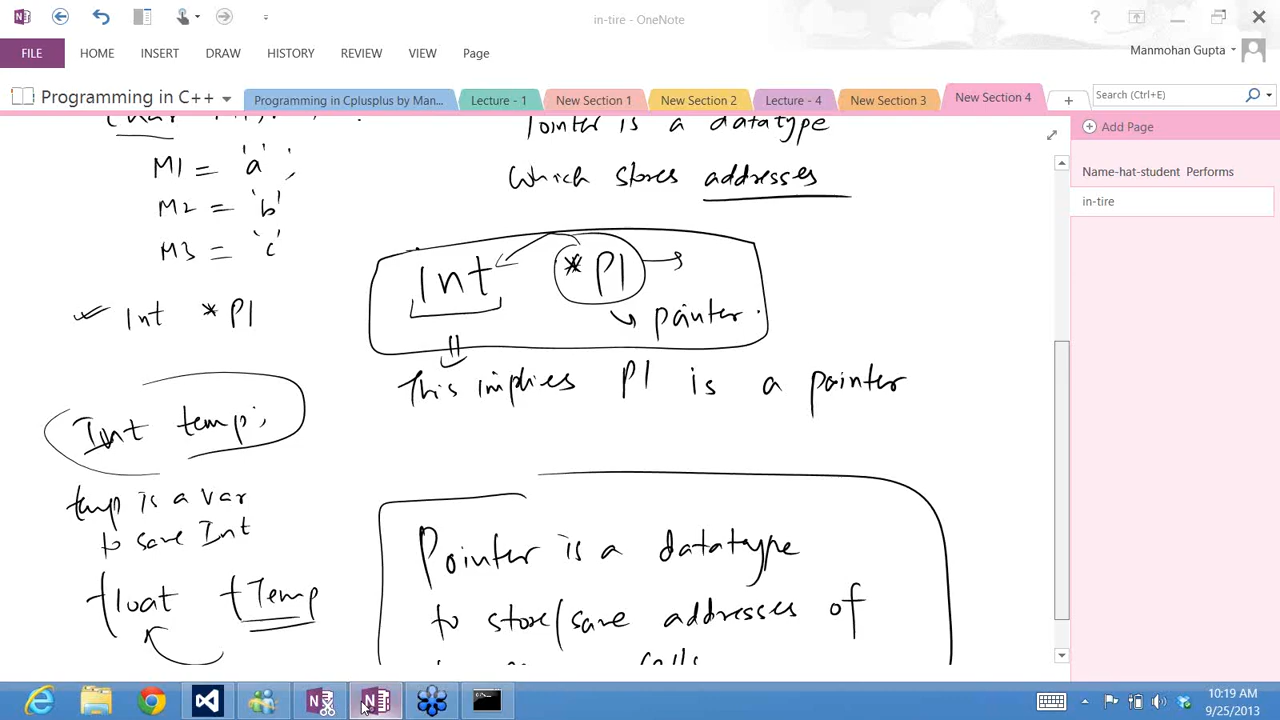 in-tire - OneNote
FILE HOME INSERT DRAW HISTORY REVIEW VIEW Page
Manmohan Gupta
Programming in C++
Programming in Cplusplus by Man...
Lecture - 1
New Section 1
New Section 2
Lecture - 4
New Section 3
New Section 4
Search (Ctrl+E)
Add Page
Name-hat-student Performs
in-tire
M1 = 'a' ;
M2 = 'b'
M3 = 'c'
Int *P1
Int temp;
temp is a var
to save Int
float fTemp
Pointer is a datatype
Which stores addresses
Int *P1
pointer.
This implies P1 is a pointer
Pointer is a datatype
to store/save addresses of
cells
10:19 AM
9/25/2013